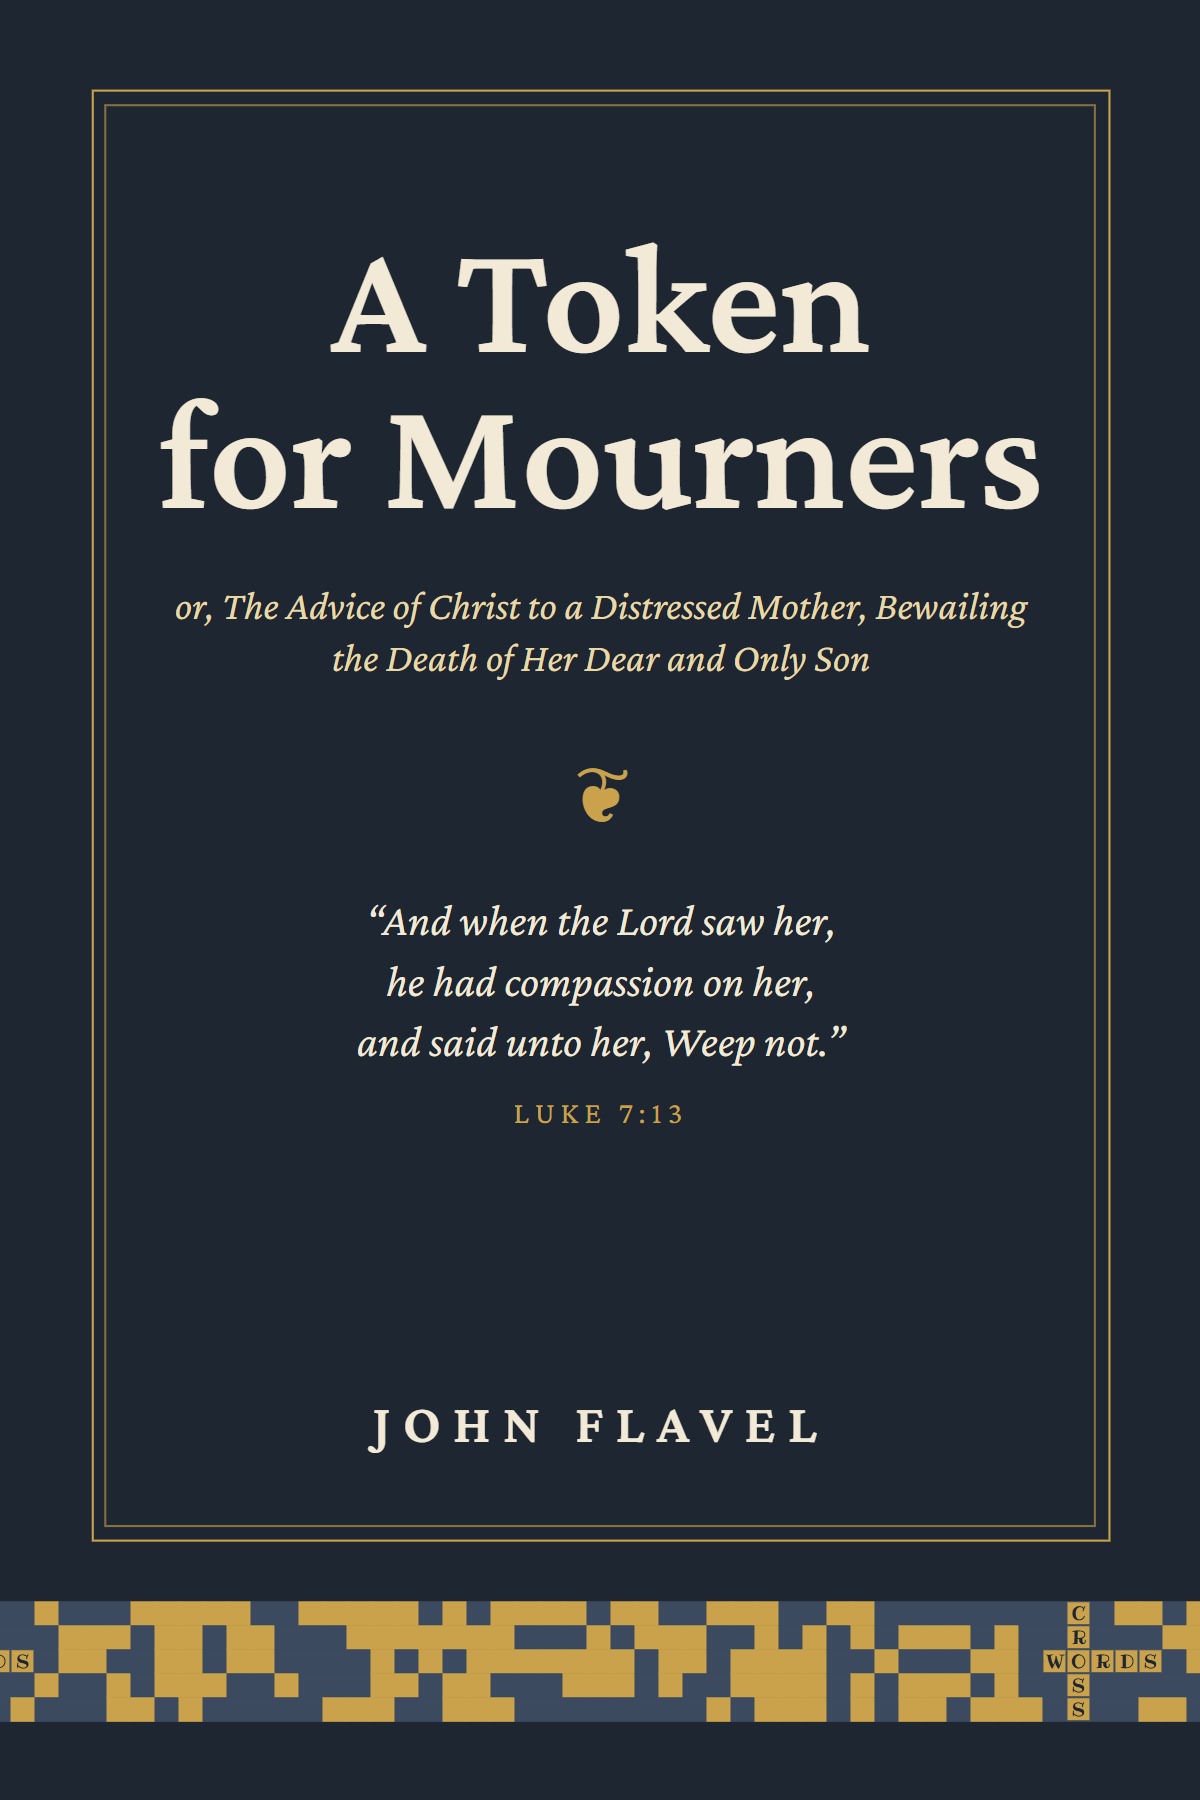 A Token
for Mourners
or, The Advice of Christ to a Distressed Mother, Bewailing
the Death of Her Dear and Only Son
“And when the Lord saw her,
he had compassion on her,
and said unto her, Weep not.”
LUKE 7:13
JOHN FLAVEL
DS
CROSS
WORDS